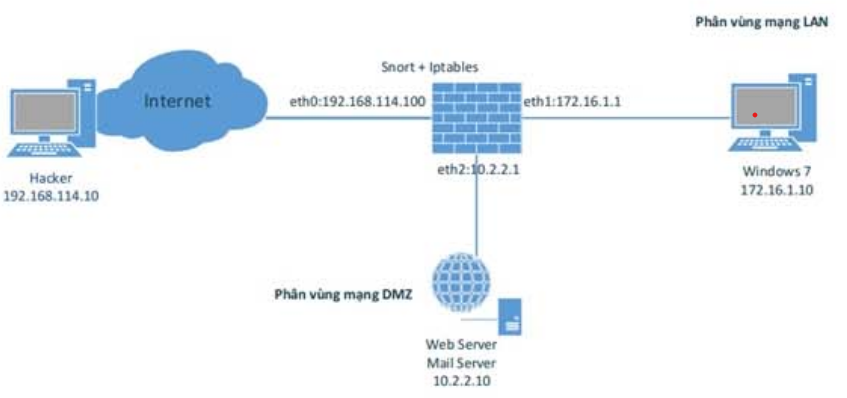 Phân vùng mạng LAN
Snort + Iptables
Internet
eth0:192.168.114.100
eth1:172.16.1.1
eth2:10.2.2.1
Hacker
192.168.114.10
Windows 7
172.16.1.10
Phân vùng mạng DMZ
Web Server
Mail Server
10.2.2.10